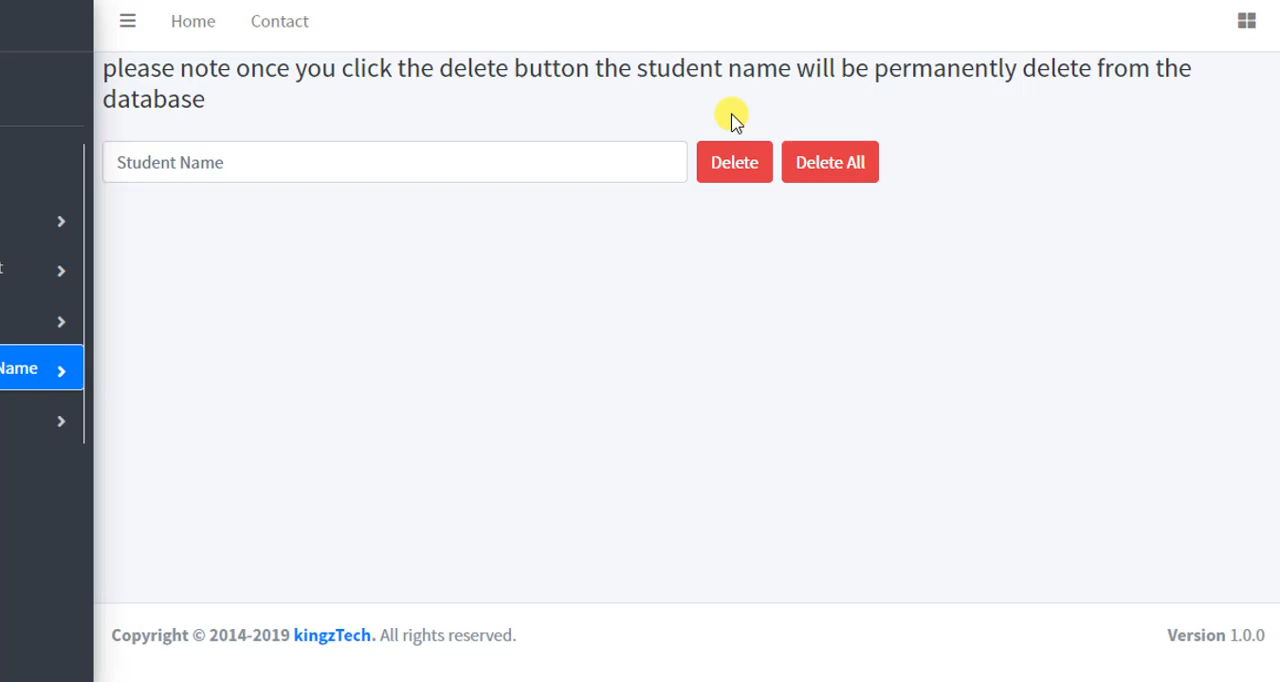 Home Contact
please note once you click the delete button the student name will be permanently delete from the
database
Student Name Delete Delete All
t
Name
Copyright © 2014-2019 kingzTech. All rights reserved. Version 1.0.0